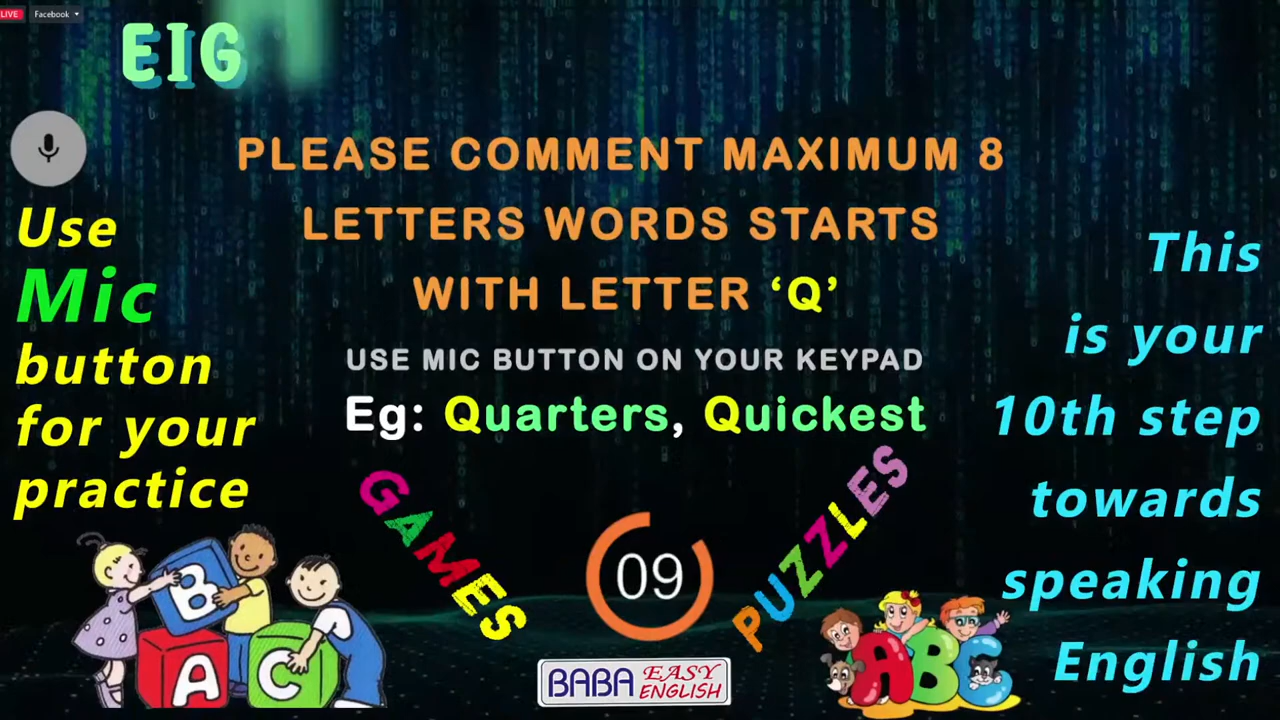 LIVE
Facebook
EIG
PLEASE COMMENT MAXIMUM 8
LETTERS WORDS STARTS
WITH LETTER ‘Q’
USE MIC BUTTON ON YOUR KEYPAD
Eg: Quarters, Quickest
Use
Mic
button
for your
practice
This
is your
10th step
towards
speaking
English
GAMES
PUZZLES
09
B
A C
ABC
BABA EASY
ENGLISH